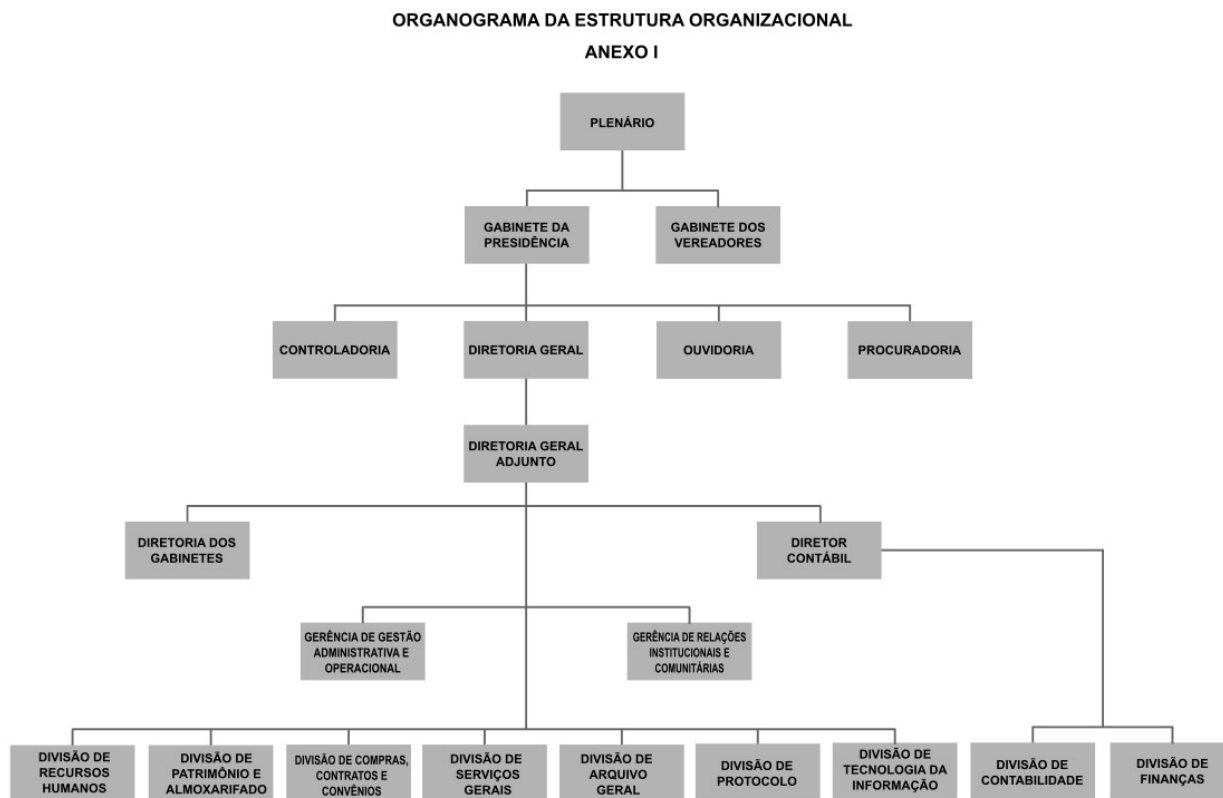 ORGANOGRAMA DA ESTRUTURA ORGANIZACIONAL
ANEXO I
PLENÁRIO
GABINETE DA
PRESIDÊNCIA
GABINETE DOS
VEREADORES
CONTROLADORIA
DIRETORIA GERAL
OUVIDORIA
PROCURADORIA
DIRETORIA GERAL
ADJUNTO
DIRETORIA DOS
GABINETES
DIRETOR
CONTÁBIL
GERÊNCIA DE GESTÃO
ADMINISTRATIVA E
OPERACIONAL
GERÊNCIA DE RELAÇÕES
INSTITUCIONAIS E
COMUNITÁRIAS
DIVISÃO DE
RECURSOS
HUMANOS
DIVISÃO DE
PATRIMÔNIO E
ALMOXARIFADO
DIVISÃO DE COMPRAS,
CONTRATOS E
CONVÊNIOS
DIVISÃO DE
SERVIÇOS
GERAIS
DIVISÃO DE
ARQUIVO
GERAL
DIVISÃO DE
PROTOCOLO
DIVISÃO DE
TECNOLOGIA DA
INFORMAÇÃO
DIVISÃO DE
CONTABILIDADE
DIVISÃO DE
FINANÇAS